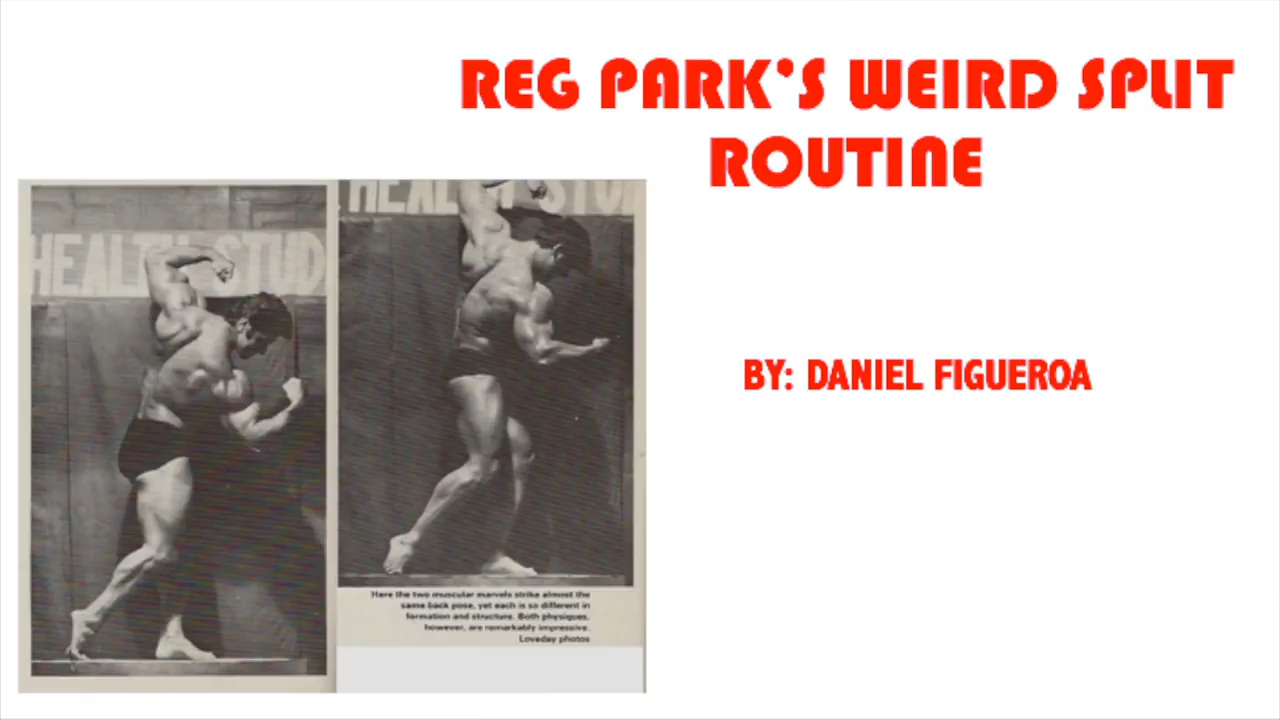 REG PARK'S WEIRD SPLIT
ROUTINE
HEALTH STUD
HEALTH STU
BY: DANIEL FIGUEROA
Here the two muscular marvels strike almost the
same back pose, yet each is so different in
formation and structure. Both physiques,
however, are remarkably impressive.
Loveday photos